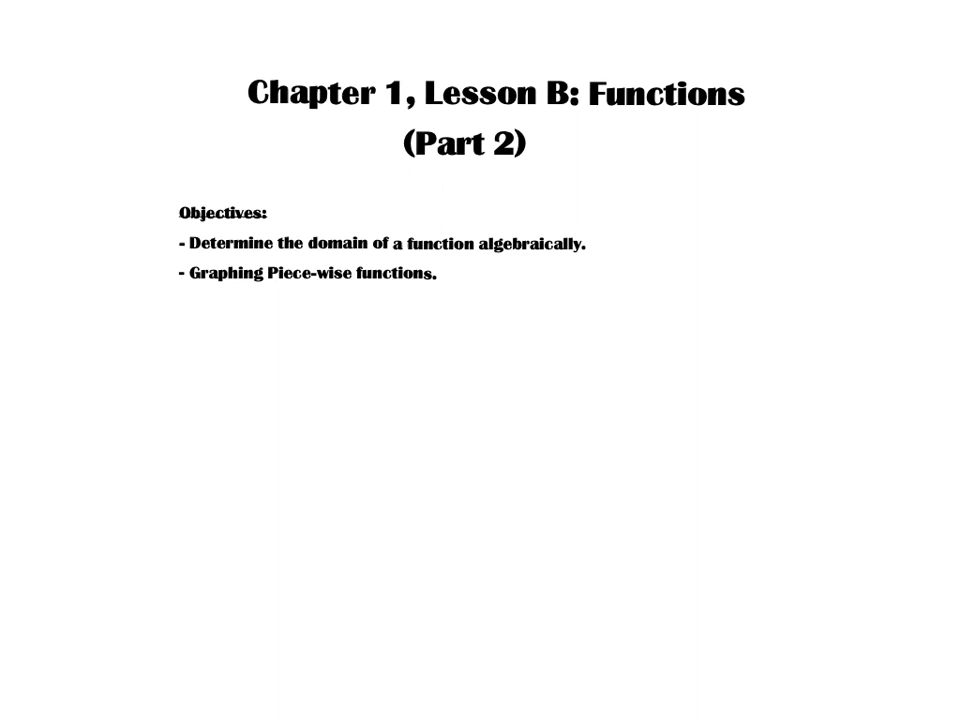 Chapter 1, Lesson B: Functions
(Part 2)
Objectives:
- Determine the domain of a function algebraically.
- Graphing Piece-wise functions.